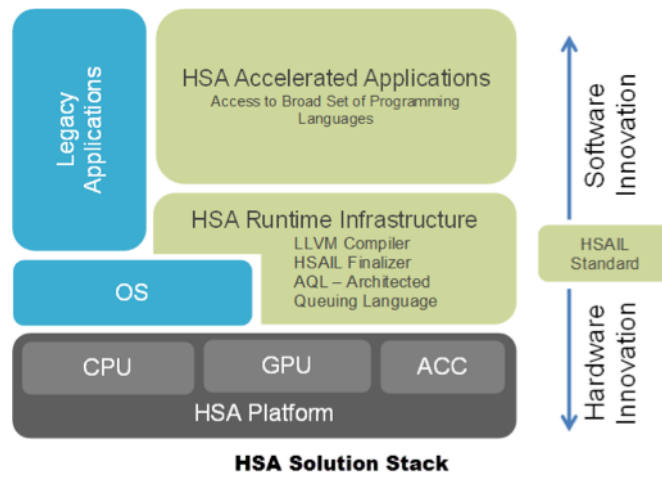 Legacy
Applications
HSA Accelerated Applications
Access to Broad Set of Programming
Languages
Software
Innovation
HSA Runtime Infrastructure
LLVM Compiler
HSAIL Finalizer
AQL – Architected
Queuing Language
HSAIL
Standard
OS
Hardware
Innovation
CPU
GPU
ACC
HSA Platform
HSA Solution Stack